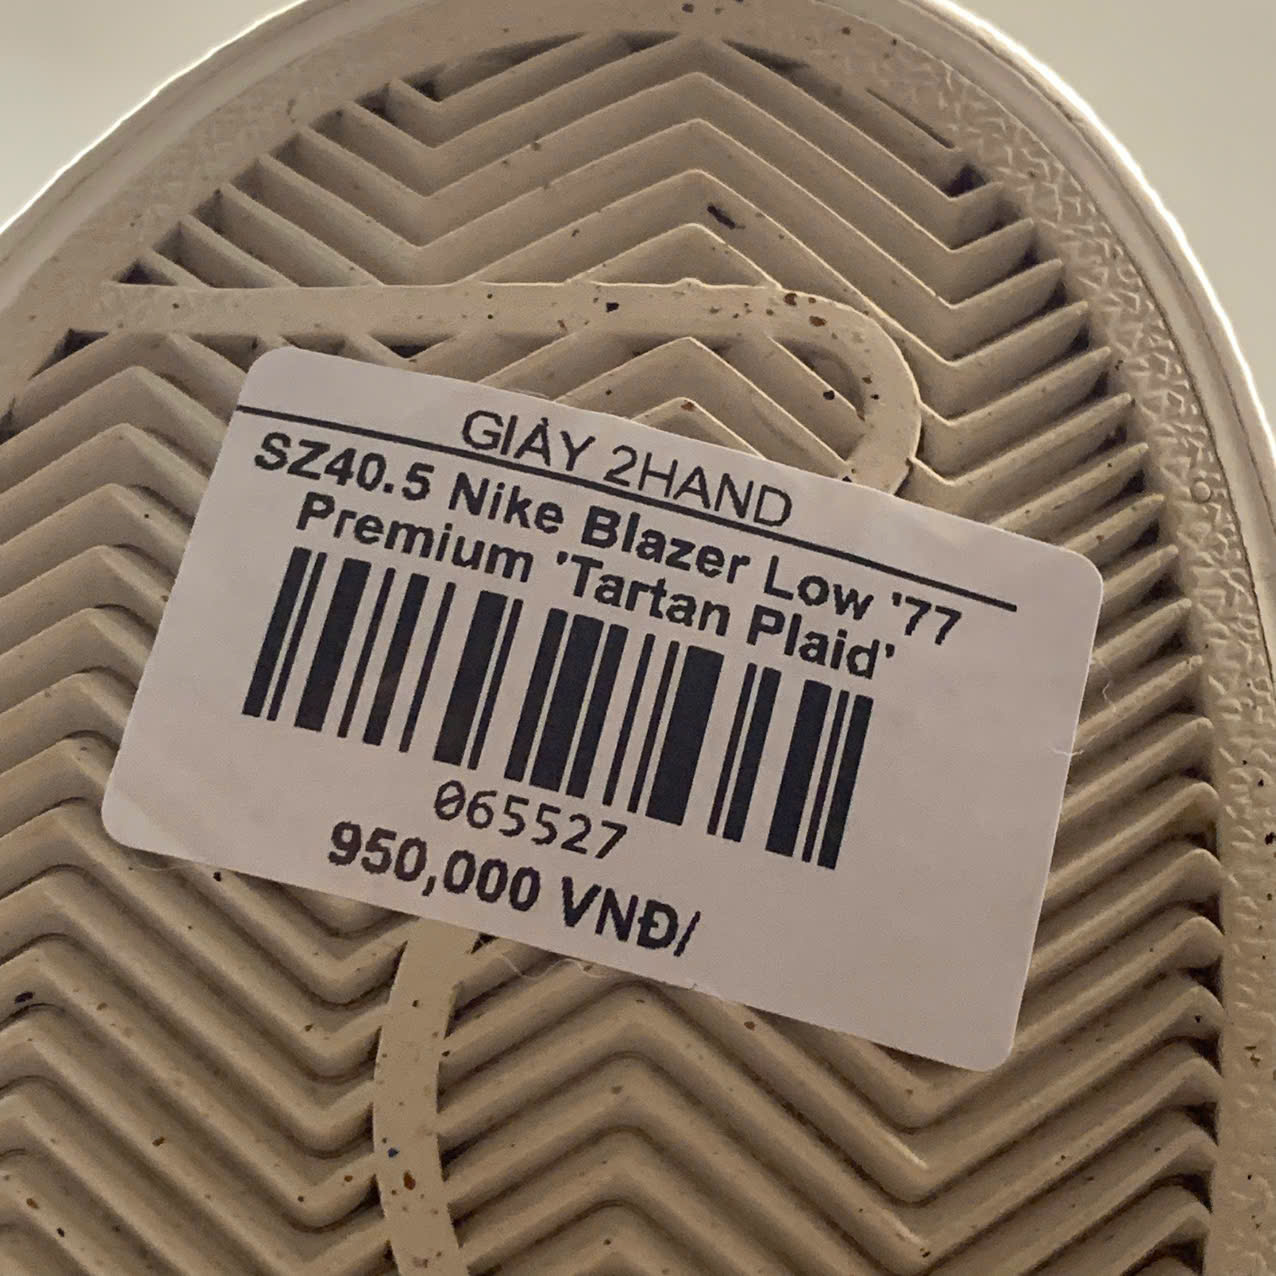 GIÀY 2HAND
SZ40.5 Nike Blazer Low '77
Premium 'Tartan Plaid'
065527
950,000 VNĐ/